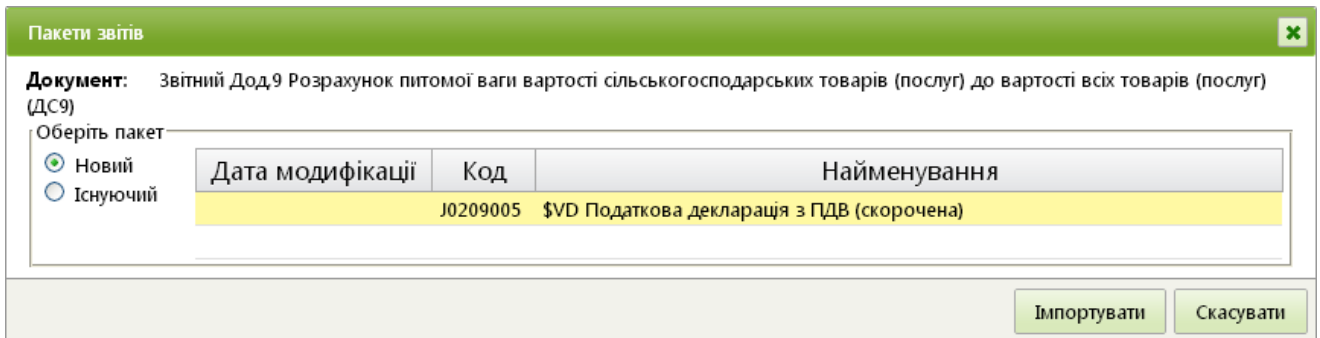 Пакети звітів
Документ: Звітний Дод.9 Розрахунок питомої ваги вартості сільськогосподарських товарів (послуг) до вартості всіх товарів (послуг)
(ДС9)
Оберіть пакет
Новий
Існуючий
Дата модифікації Код Найменування
J0209005 $VD Податкова декларація з ПДВ (скорочена)
Імпортувати Скасувати